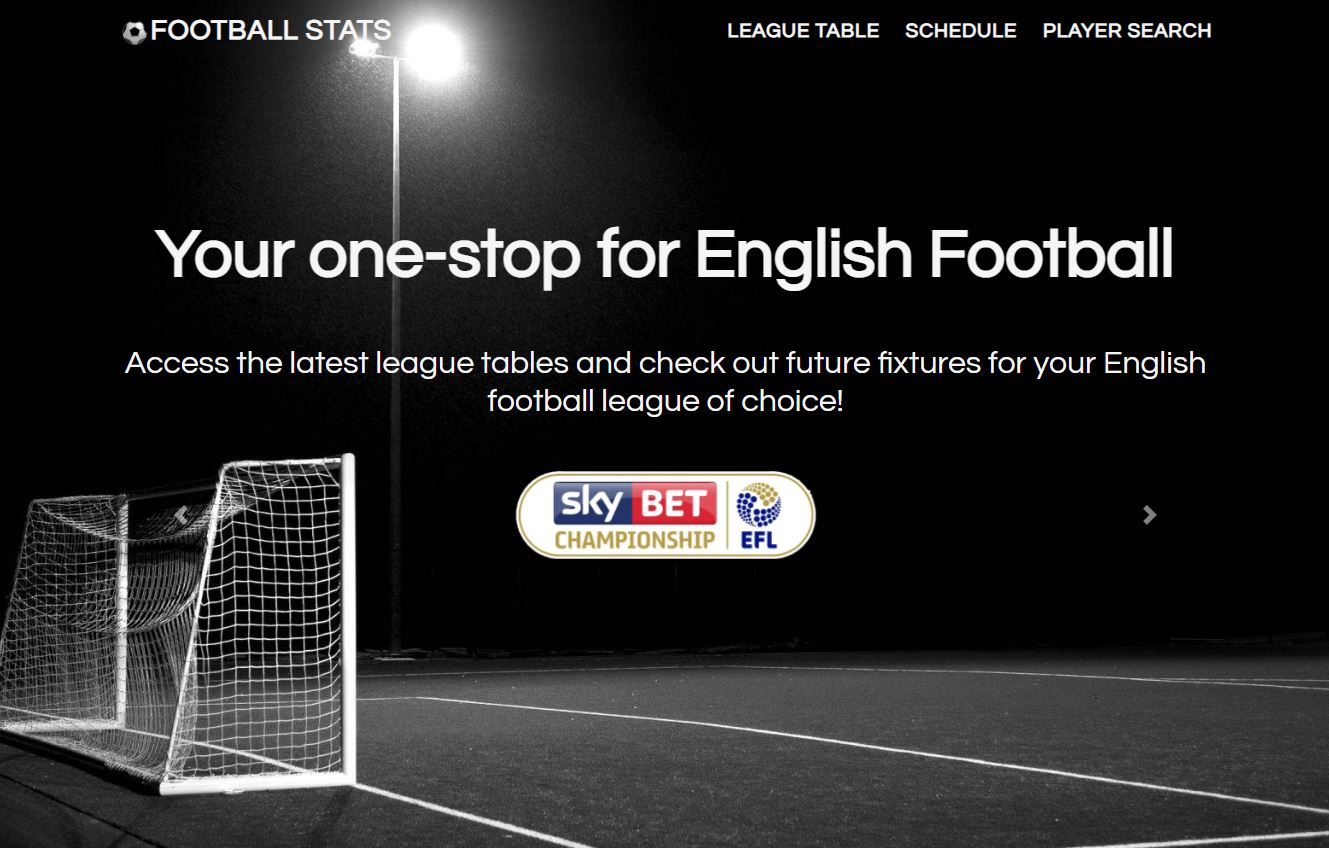 FOOTBALL STATS
LEAGUE TABLE SCHEDULE PLAYER SEARCH
Your one-stop for English Football
Access the latest league tables and check out future fixtures for your English
football league of choice!
sky BET
CHAMPIONSHIP EFL